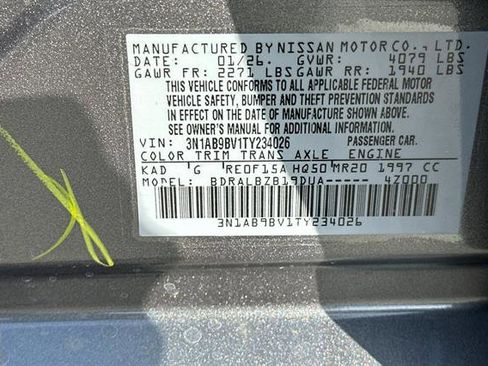 MANUFACTURED BY NISSAN MOTOR CO., LTD.
DATE: 01/26. GVWR: 4079 LBS
GAWR FR: 2271 LBS GAWR RR: 1940 LBS
THIS VEHICLE CONFORMS TO ALL APPLICABLE FEDERAL MOTOR
VEHICLE SAFETY, BUMPER AND THEFT PREVENTION STANDARDS
IN EFFECT ON THE DATE OF MANUFACTURE SHOWN ABOVE.
SEE OWNER'S MANUAL FOR ADDITIONAL INFORMATION.
VIN: 3N1AB9BV1TY234026 PASSENGER CAR.
COLOR TRIM TRANS AXLE ENGINE
KAD 'G RE0F15A HQ50 MR20 1997 CC
MODEL: BDRALBZB19DUA----- 4Z000
3N1AB9BV1TY234026